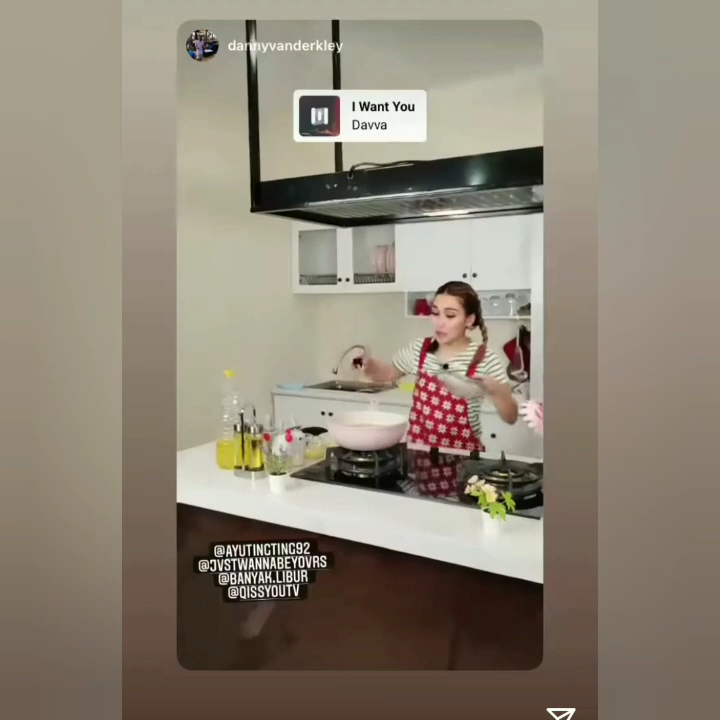 dannyvanderkley
I Want You
Davva
@AYUTINGTING92
@JVSTWANNABEYOVRS
@BANYAK.LIBUR
@QISSYOUTV